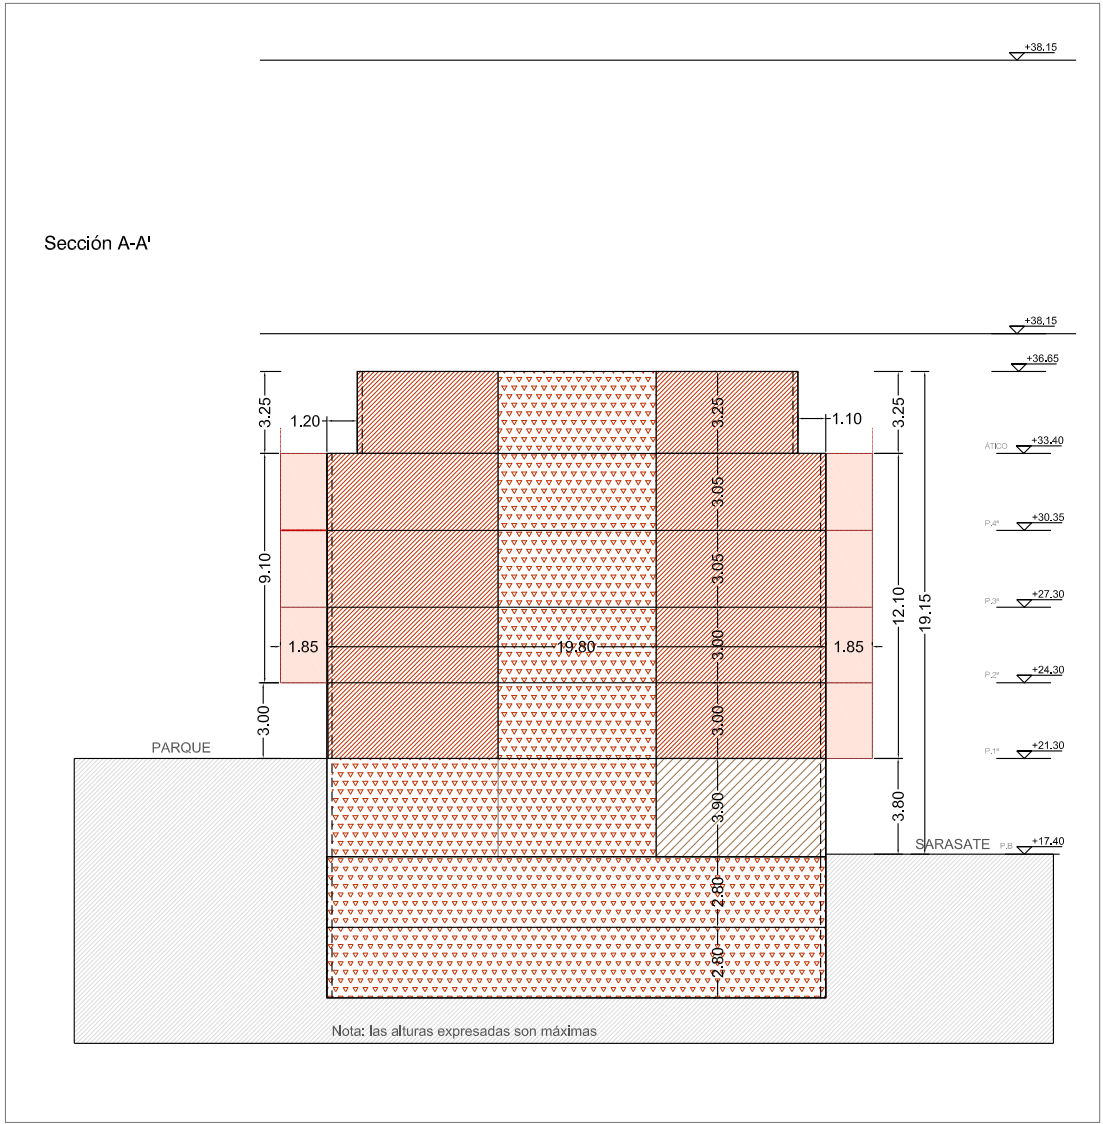 +38.15
Sección A-A'
+38.15
+36.65
3.25
1.20
3.25
1.10
3.25
ÁTICO +33.40
3.05
P.4ª +30.35
9.10
3.05
12.10
19.15
P.3ª +27.30
1.85
19.80
3.00
1.85
P.2ª +24.30
3.00
3.00
PARQUE
P.1ª +21.30
3.90
3.80
SARASATE P.B +17.40
2.80
2.80
Nota: las alturas expresadas son máximas